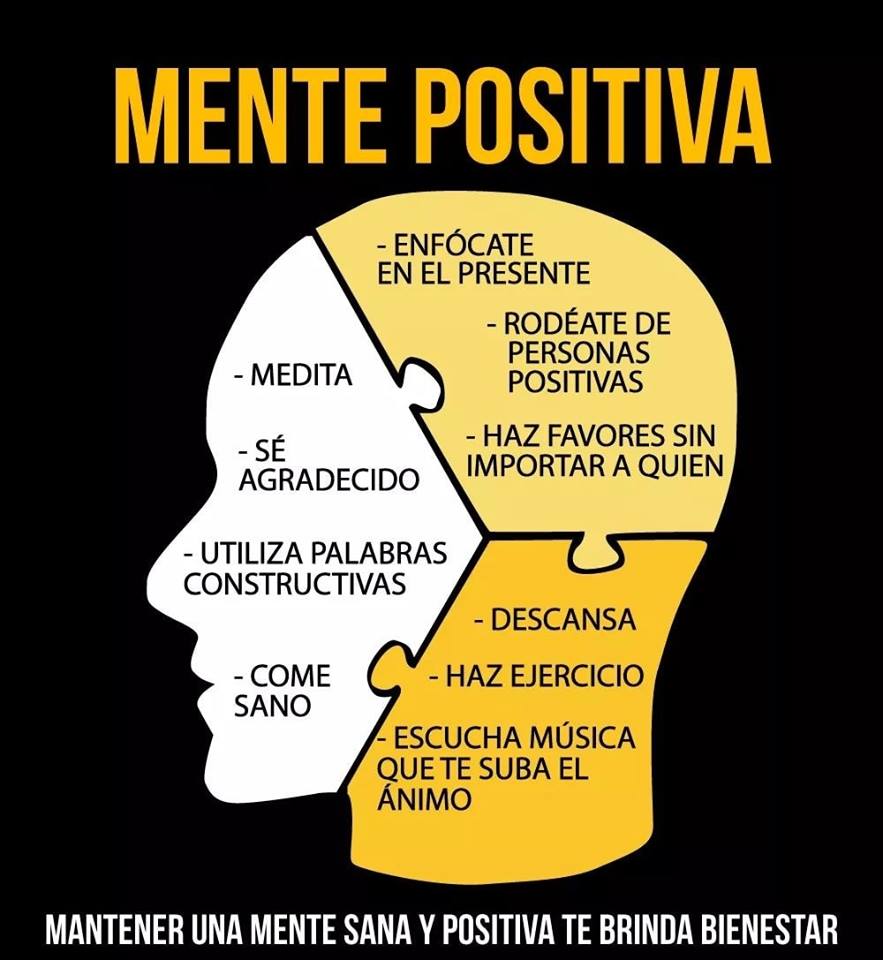 MENTE POSITIVA
- ENFÓCATE
EN EL PRESENTE
- RODÉATE DE
PERSONAS
POSITIVAS
- HAZ FAVORES SIN
IMPORTAR A QUIEN
- MEDITA
- SÉ
AGRADECIDO
- UTILIZA PALABRAS
CONSTRUCTIVAS
- COME
SANO
- DESCANSA
- HAZ EJERCICIO
- ESCUCHA MÚSICA
QUE TE SUBA EL
ÁNIMO
MANTENER UNA MENTE SANA Y POSITIVA TE BRINDA BIENESTAR